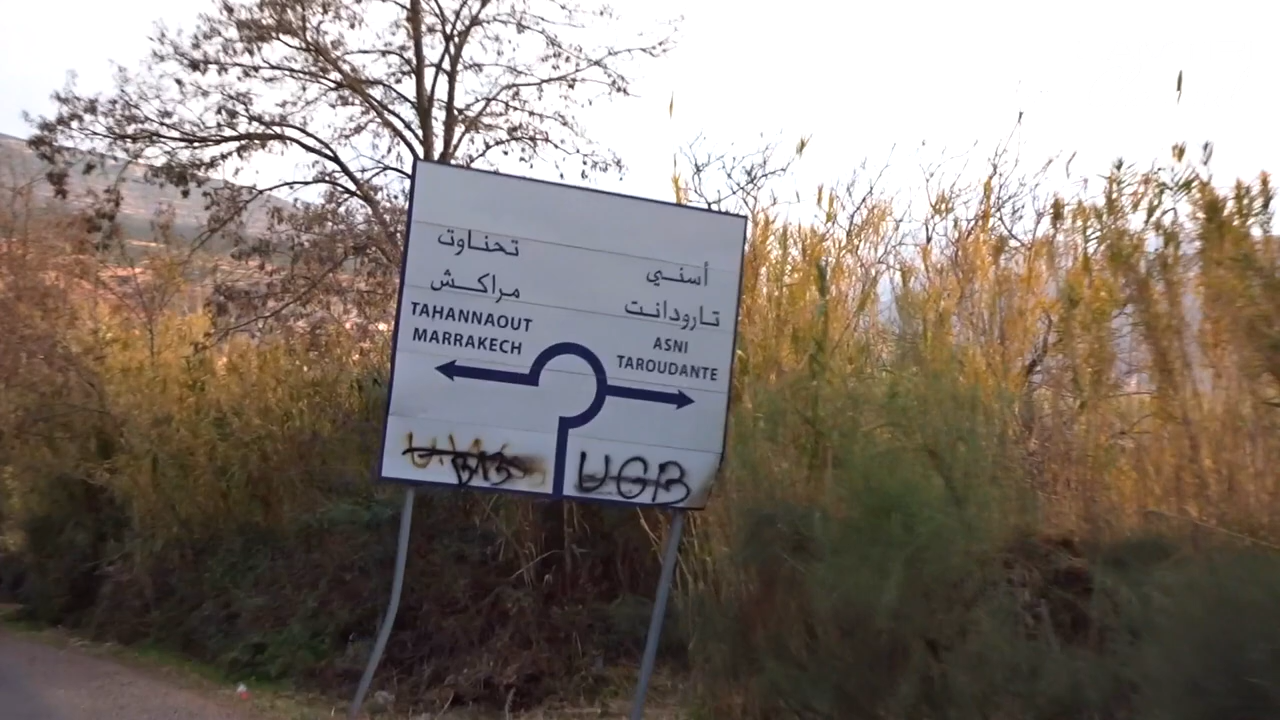 تحناوت
مراكش
TAHANNAOUT
MARRAKECH
أسني
تارودانت
ASNI
TAROUDANTE
UGB